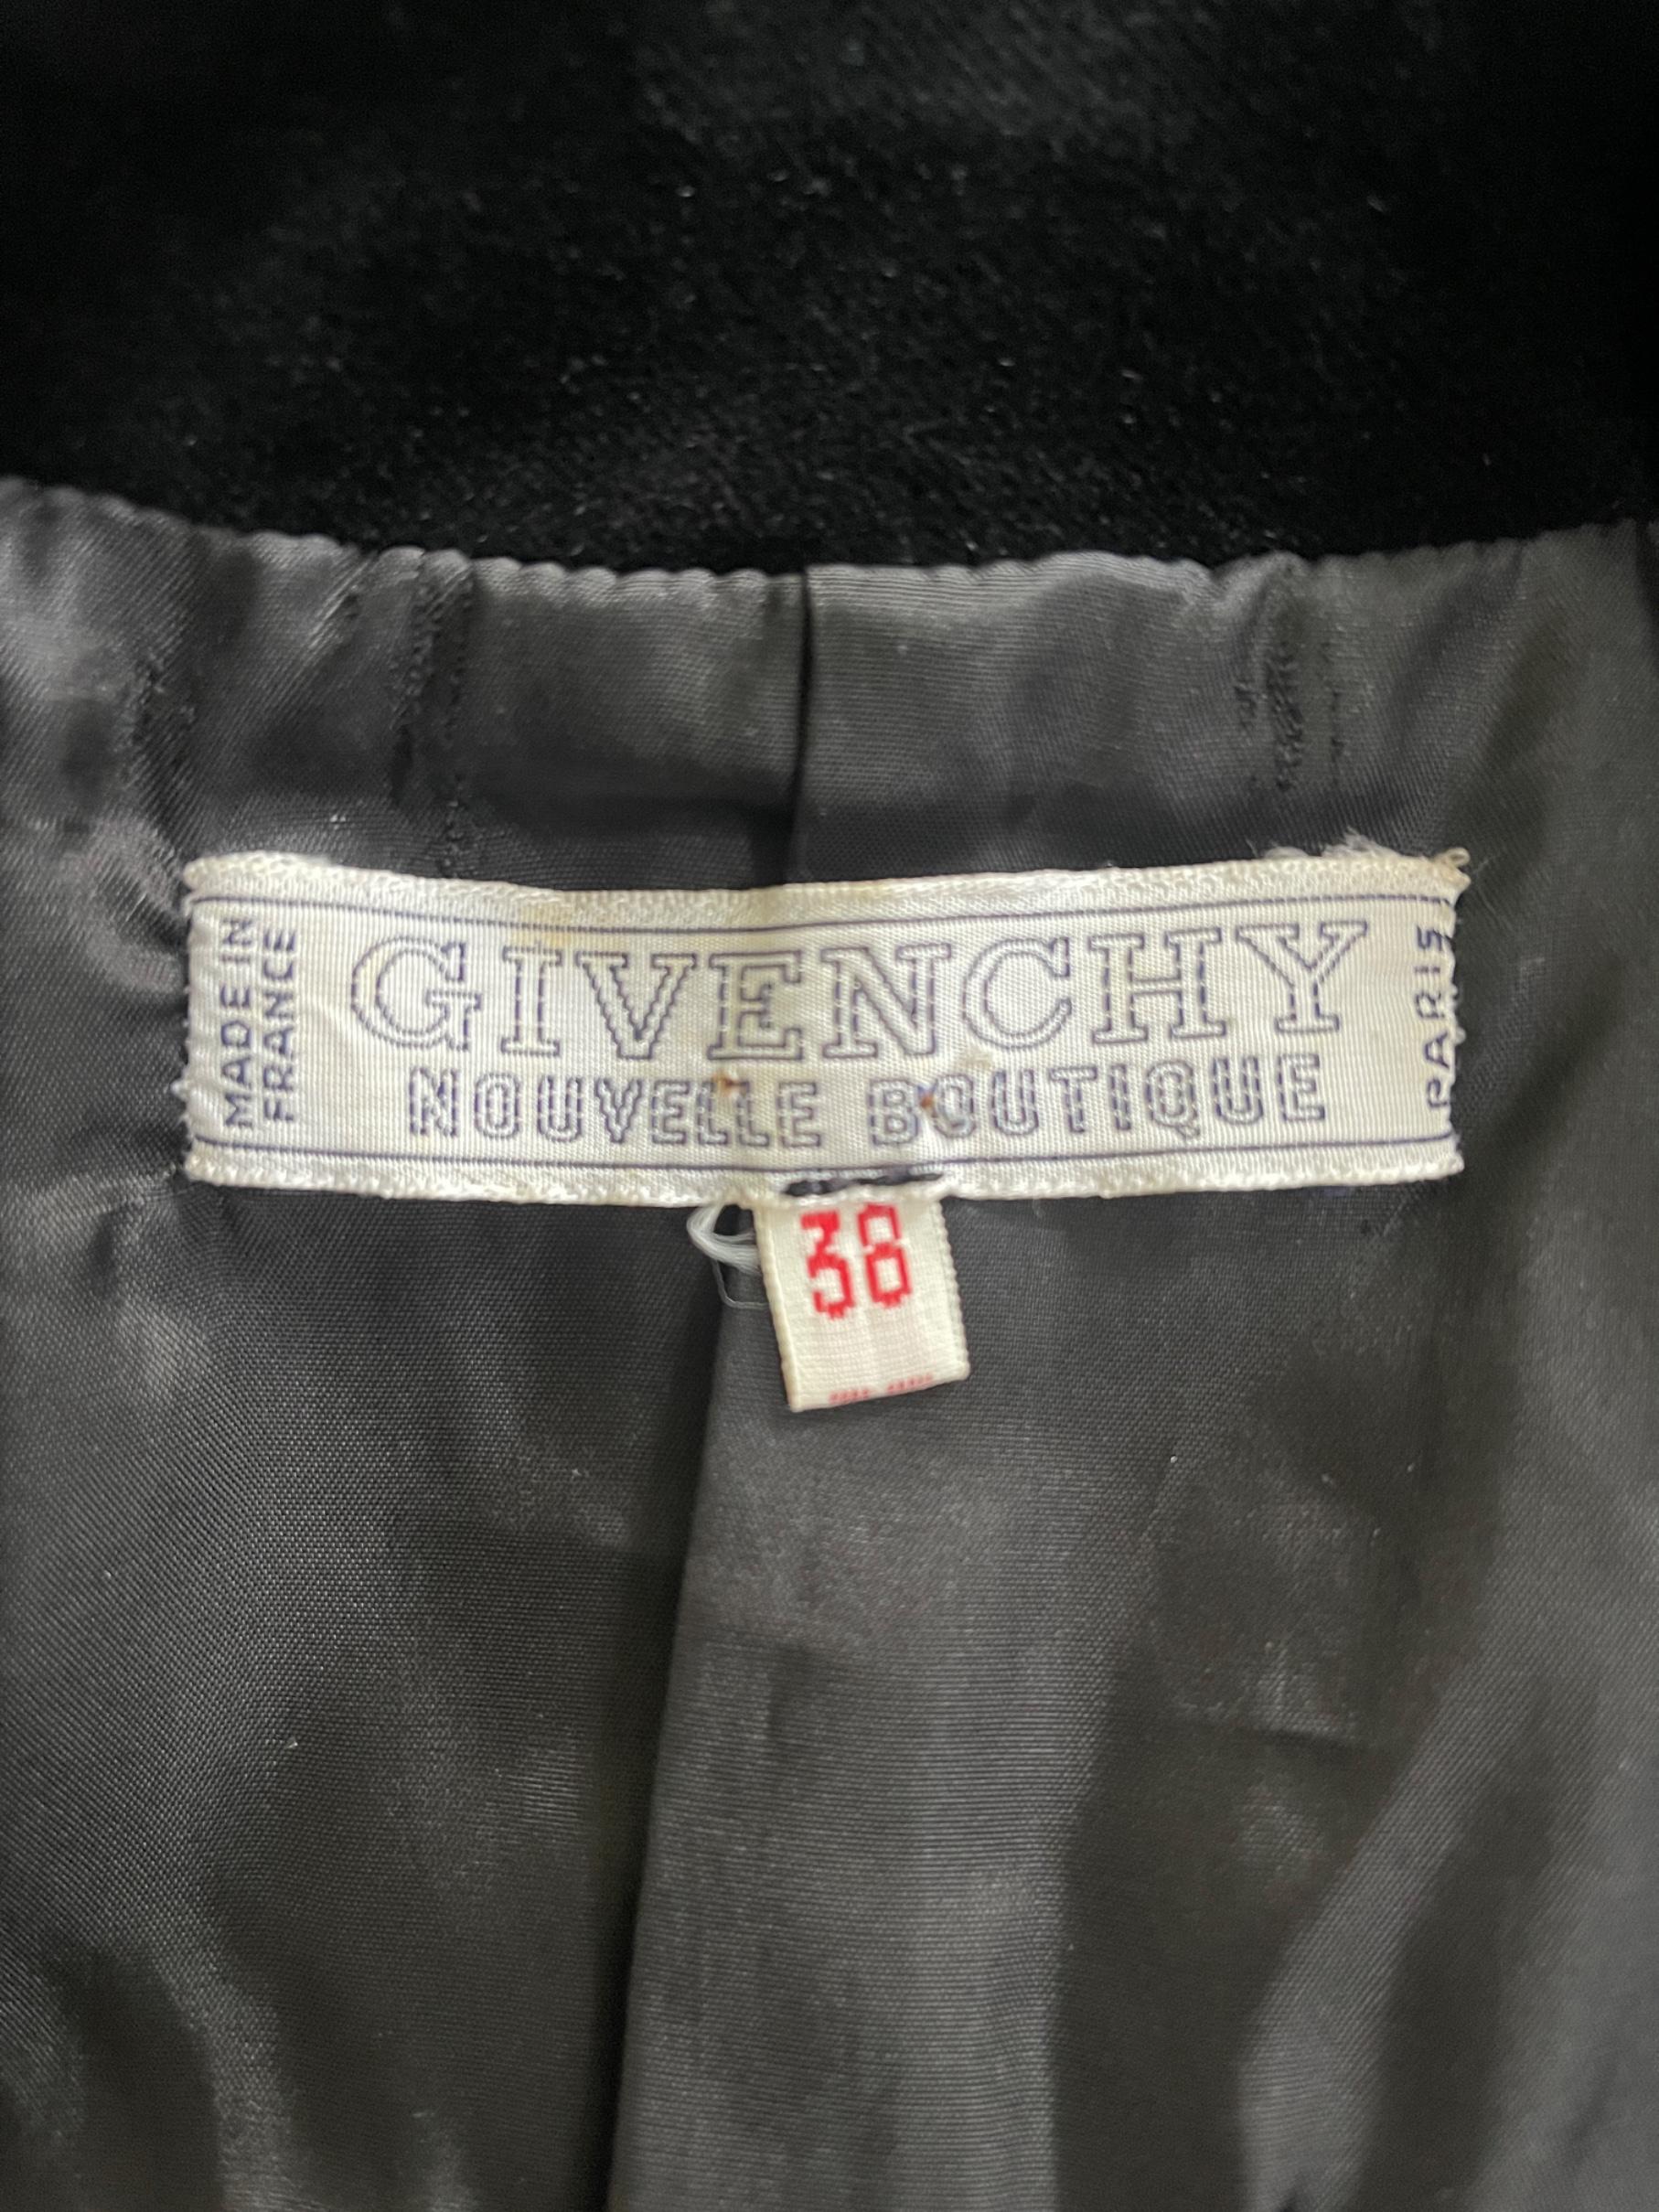 MADE IN
FRANCE
GIVENCHY
NOUVELLE BOUTIQUE
PARIS
38